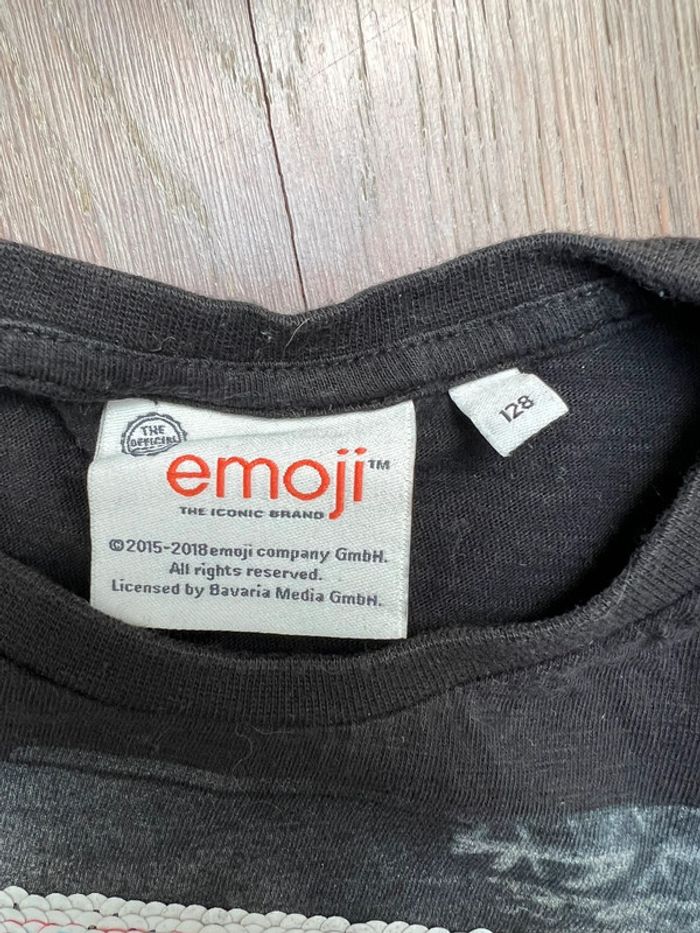 THE
OFFICIAL
emoji™
THE ICONIC BRAND
©2015-2018emoji company GmbH.
All rights reserved.
Licensed by Bavaria Media GmbH.
128